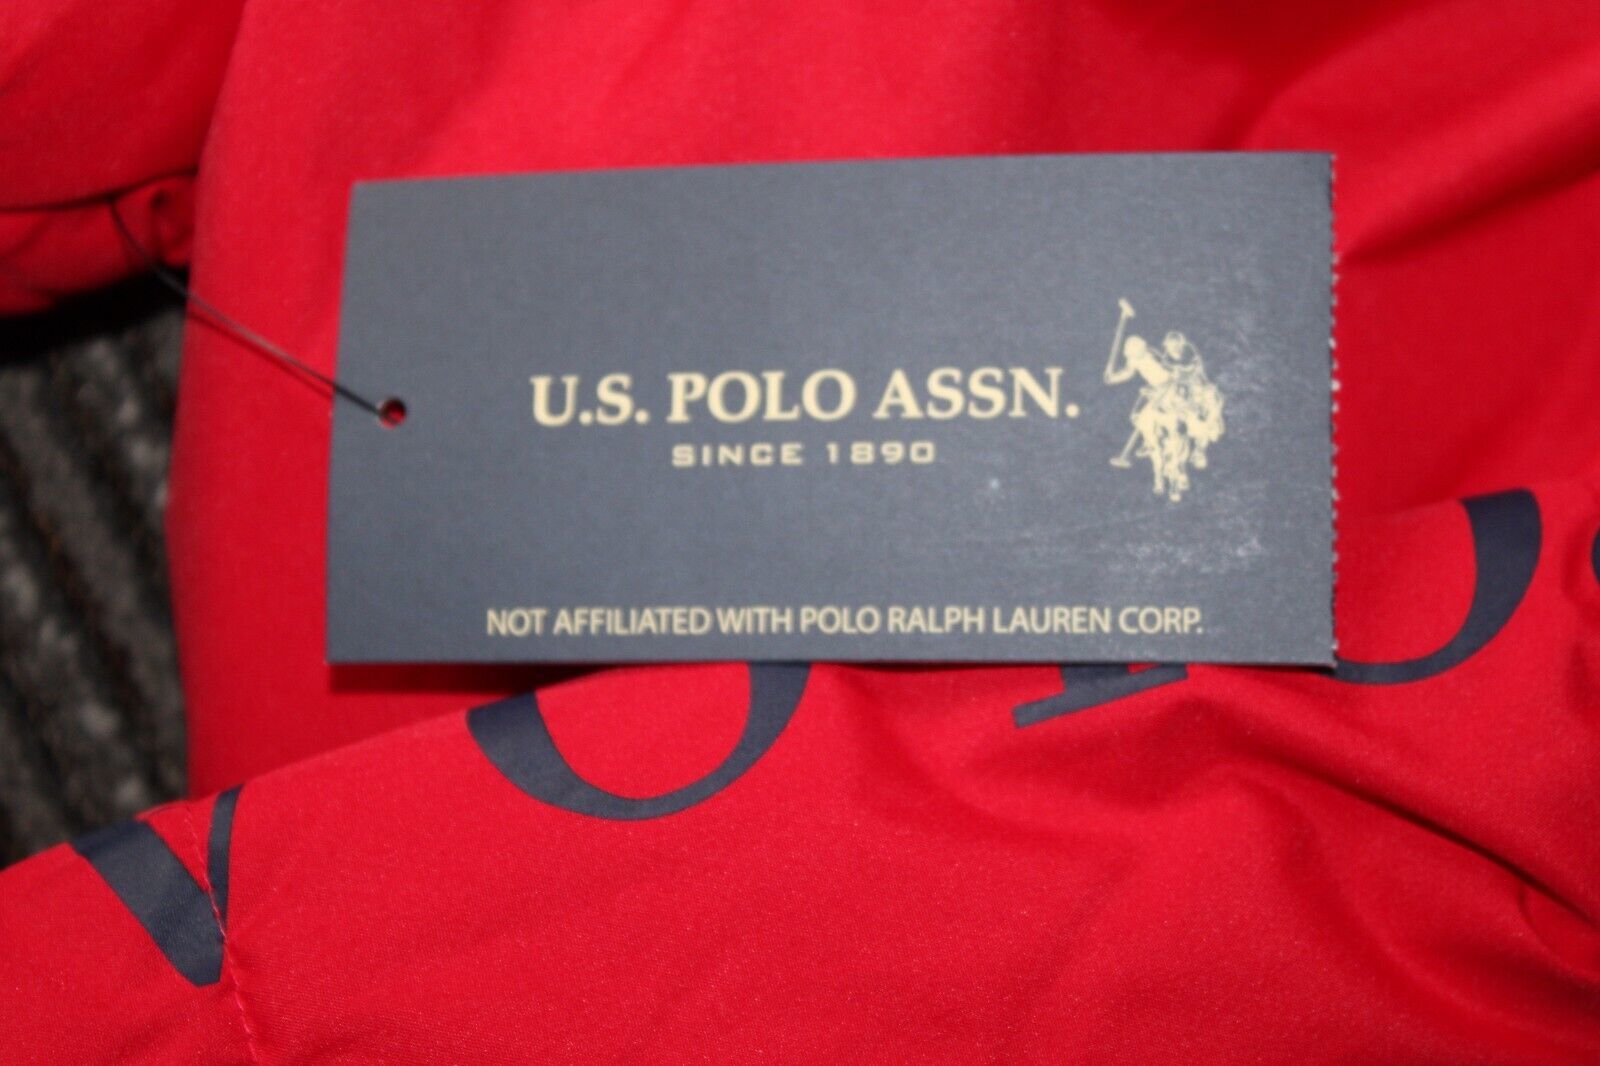 U.S. POLO ASSN.
SINCE 1890
NOT AFFILIATED WITH POLO RALPH LAUREN CORP.